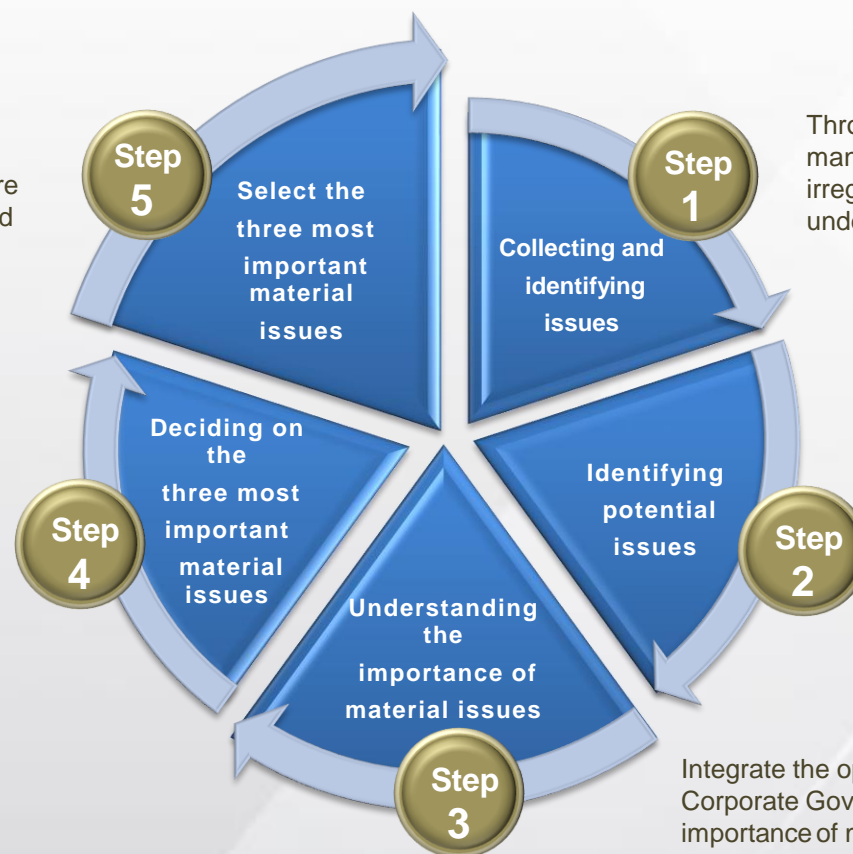 Step
1
Collecting and
identifying
issues
Step
2
Identifying
potential
issues
Step
3
Understanding
the
importance of
material issues
Step
4
Deciding on
the
three most
important
material
issues
Step
5
Select the
three most
important
material
issues
Integrate the
Corporate
importance of